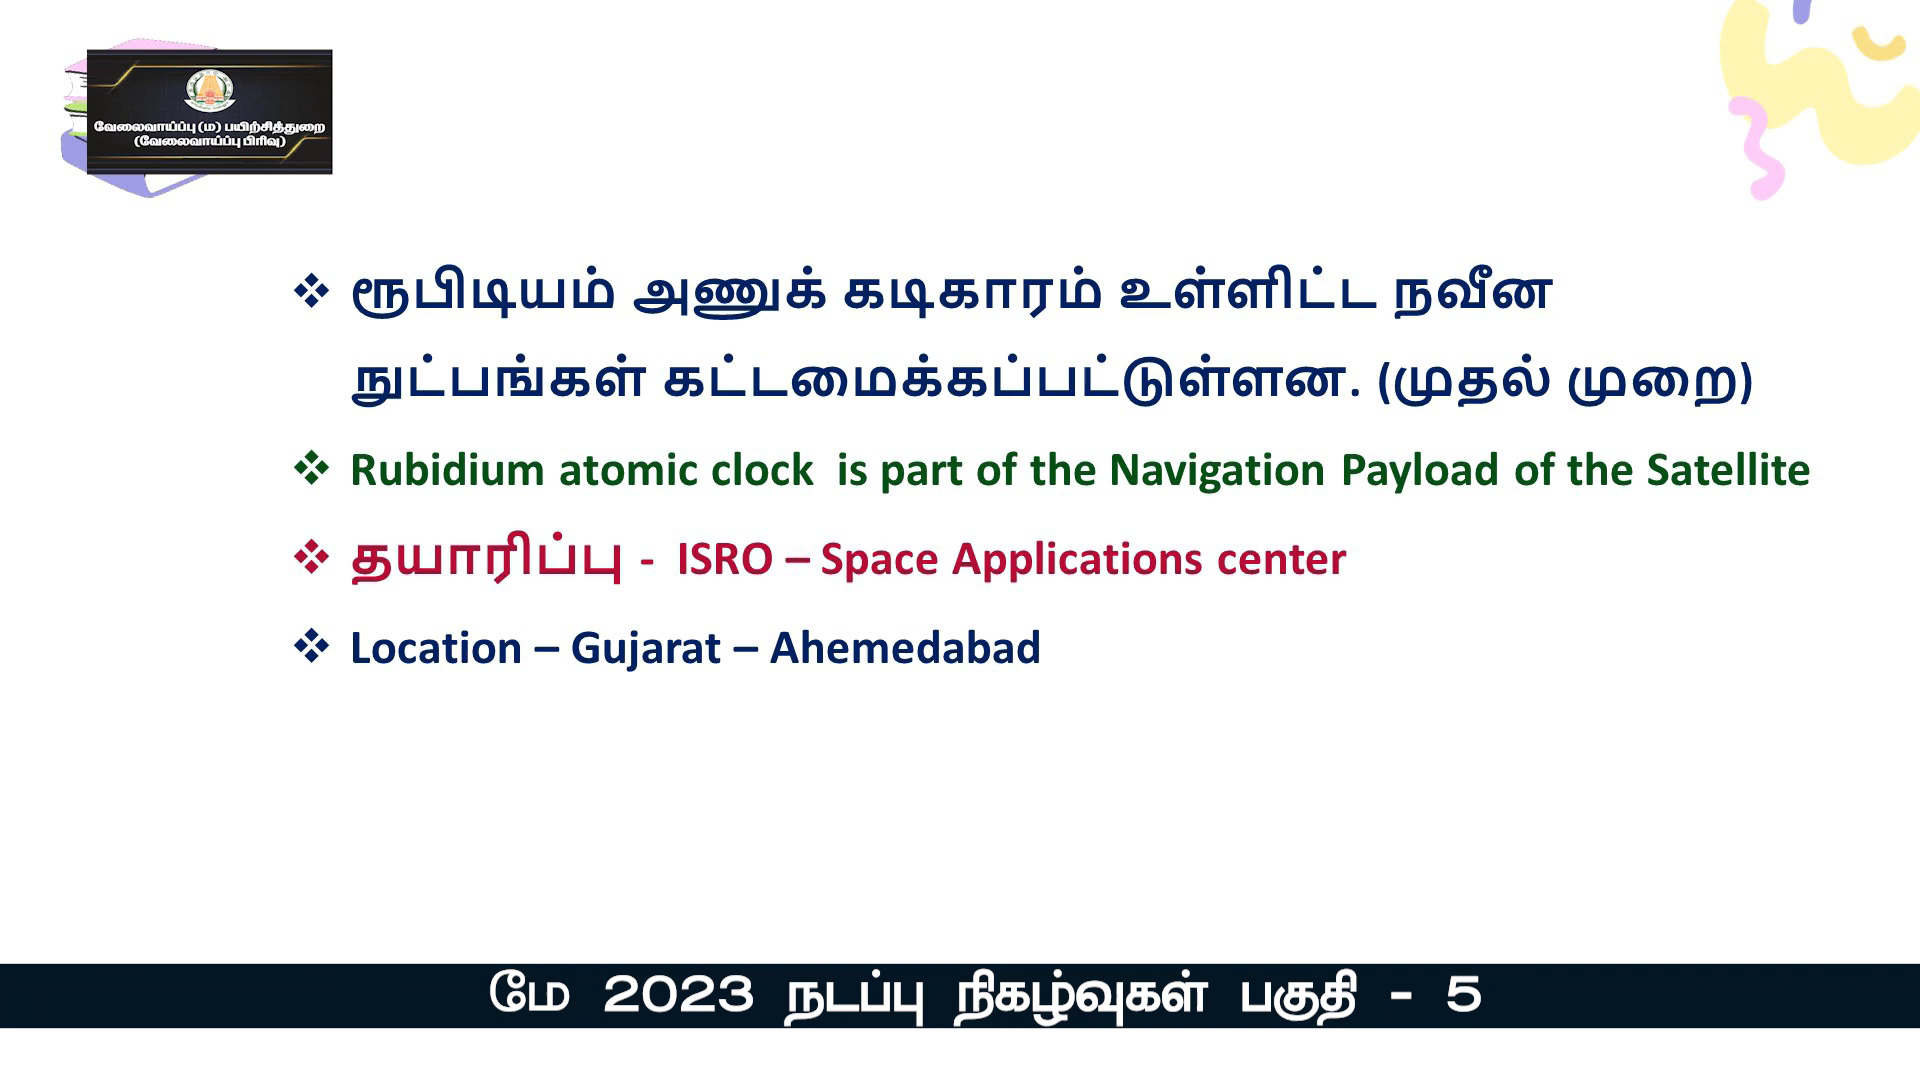 வேலைவாய்ப்பு (ம) பயிற்சித்துறை
(வேலைவாய்ப்பு பிரிவு)
❖ ரூபிடியம் அணுக் கடிகாரம் உள்ளிட்ட நவீன
நுட்பங்கள் கட்டமைக்கப்பட்டுள்ளன. (முதல் முறை)
❖ Rubidium atomic clock is part of the Navigation Payload of the Satellite
❖ தயாரிப்பு - ISRO – Space Applications center
❖ Location – Gujarat – Ahemedabad
மே 2023 நடப்பு நிகழ்வுகள் பகுதி - 5